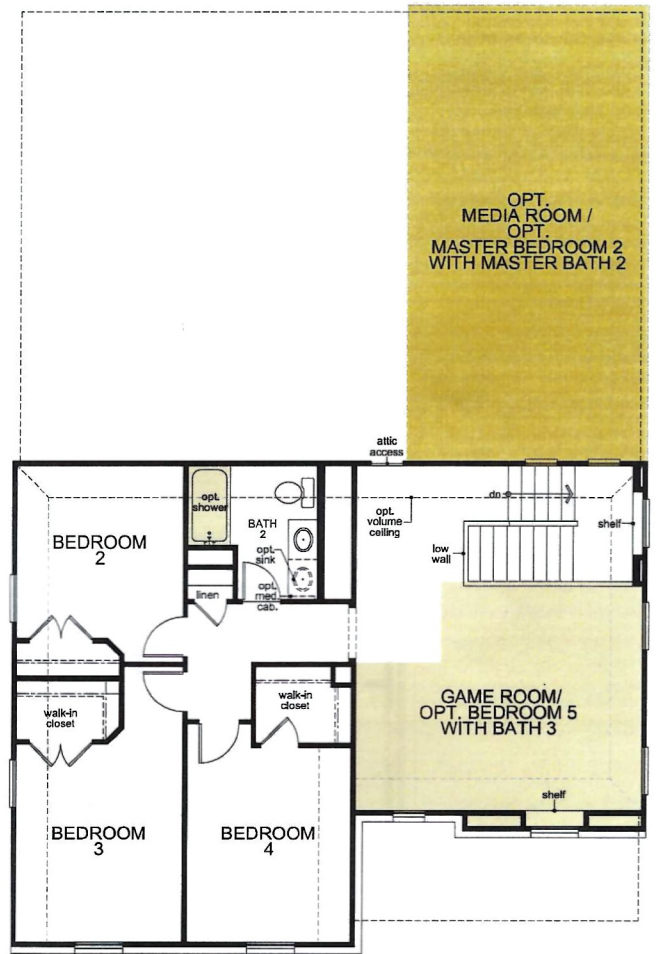 OPT.
MEDIA ROOM /
OPT.
MASTER BEDROOM 2
WITH MASTER BATH 2
attic
access
opt.
shower
BATH
2
dn
opt.
volume
ceiling
shelf
BEDROOM
2
opt.
sink
low
wall
linen
opt.
med.
cab.
walk-in
closet
walk-in
closet
GAME ROOM/
OPT. BEDROOM 5
WITH BATH 3
shelf
BEDROOM
3
BEDROOM
4